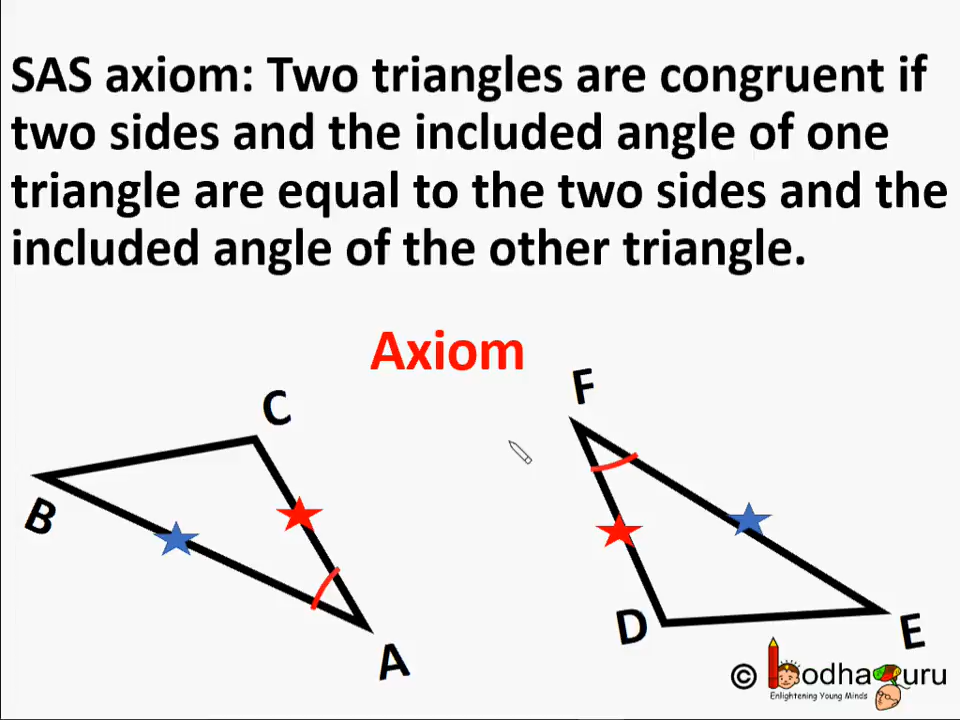 SAS axiom: Two triangles are congruent if
two sides and the included angle of one
triangle are equal to the two sides and the
included angle of the other triangle.
Axiom
F
C
B
D
E
A
© BodhaGuru
Enlightening Young Minds